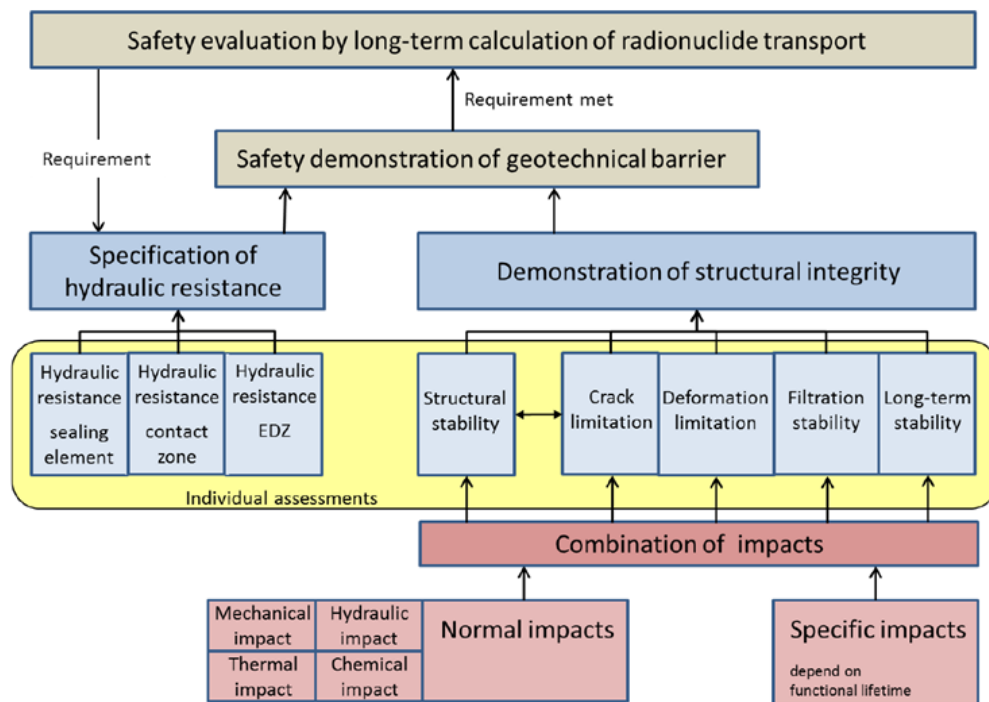 Safety evaluation by long-term calculation of radionuclide transport
Requirement met
Requirement
Safety demonstration of geotechnical barrier
Specification of
hydraulic resistance
Demonstration of structural integrity
Hydraulic
resistance
sealing
element
Hydraulic
resistance
contact
zone
Hydraulic
resistance
EDZ
Structural
stability
Crack
limitation
Deformation
limitation
Filtration
stability
Long-term
stability
Individual assessments
Combination of impacts
Mechanical
impact
Hydraulic
impact
Thermal
impact
Chemical
impact
Normal impacts
Specific impacts
depend on
functional lifetime